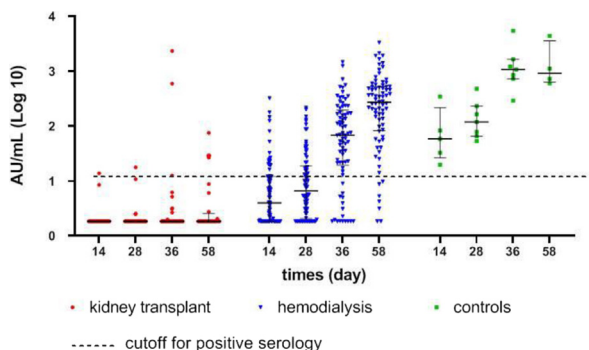 4
3
2
1
0
AU/mL (Log 10)
14 28 36 58 14 28 36 58 14 28 36 58
times (day)
kidney transplant hemodialysis controls
cutoff for positive serology